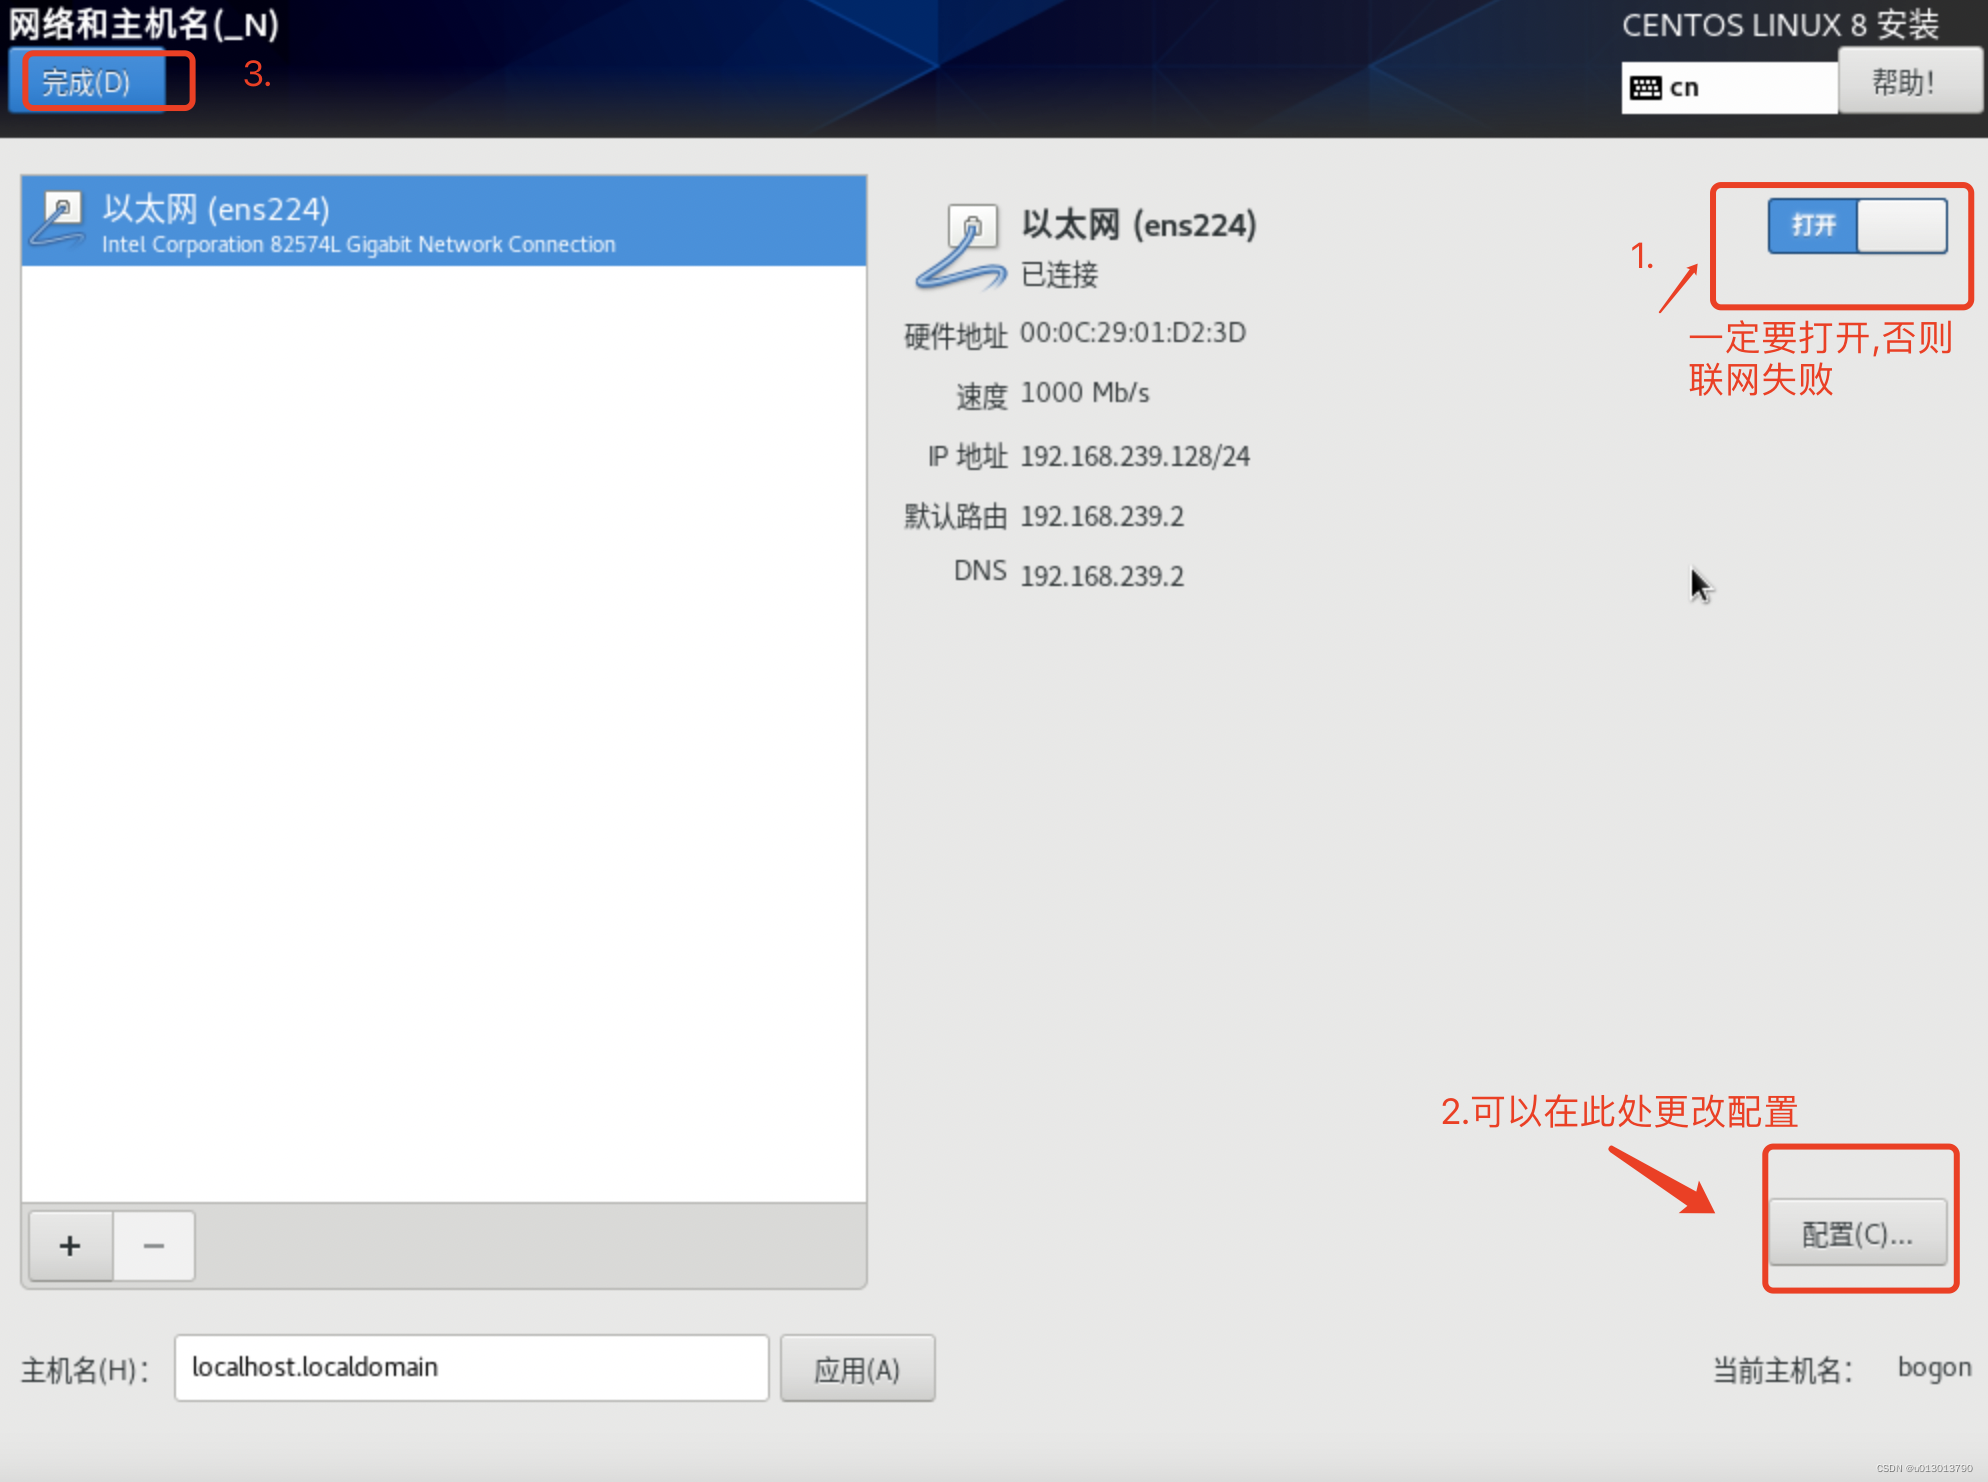 网络和主机名(_N)
CENTOS LINUX 8 安装
完成(D)
3.
cn
帮助!
以太网 (ens224)
Intel Corporation 82574L Gigabit Network Connection
以太网 (ens224)
已连接
打开
1.
一定要打开,否则
联网失败
硬件地址 00:0C:29:01:D2:3D
速度 1000 Mb/s
IP 地址 192.168.239.128/24
默认路由 192.168.239.2
DNS 192.168.239.2
2.可以在此处更改配置
配置(C)...
+
−
主机名(H)：
localhost.localdomain
应用(A)
当前主机名： bogon
CSDN @u013013790